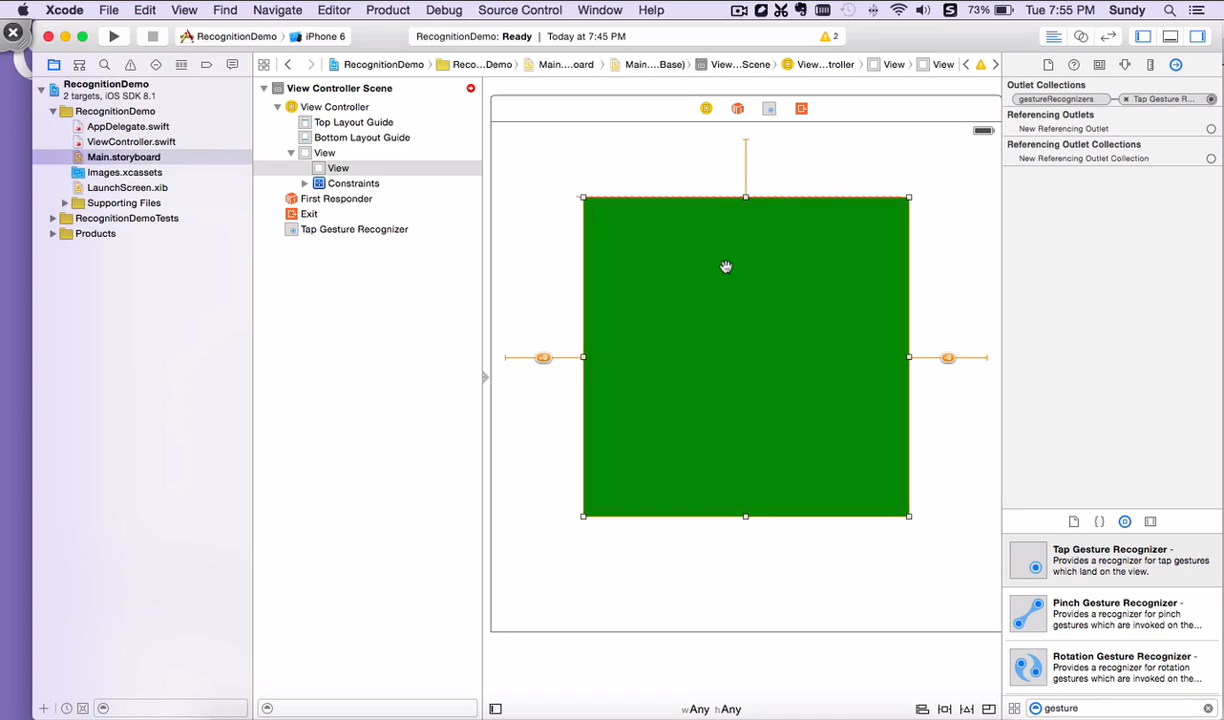 Xcode File Edit View Find Navigate Editor Product Debug Source Control Window Help 73% Tue 7:55 PM Sundy
RecognitionDemo iPhone 6 RecognitionDemo: Ready Today at 7:45 PM 2
RecognitionDemo Reco...Demo Main....oard Main....Base) View...Scene View...troller View View
RecognitionDemo
2 targets, iOS SDK 8.1
RecognitionDemo
AppDelegate.swift
ViewController.swift
Main.storyboard
Images.xcassets
LaunchScreen.xib
Supporting Files
RecognitionDemoTests
Products
View Controller Scene
View Controller
Top Layout Guide
Bottom Layout Guide
View
View
Constraints
First Responder
Exit
Tap Gesture Recognizer
wAny hAny
Outlet Collections
gestureRecognizers Tap Gesture R...
Referencing Outlets
New Referencing Outlet
Referencing Outlet Collections
New Referencing Outlet Collection
Tap Gesture Recognizer -
Provides a recognizer for tap gestures
which land on the view.
Pinch Gesture Recognizer -
Provides a recognizer for pinch
gestures which are invoked on the...
Rotation Gesture Recognizer -
Provides a recognizer for rotation
gestures which are invoked on the...
gesture